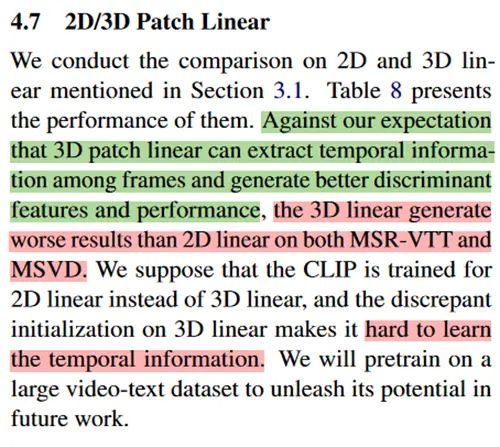 4.7 2D/3D Patch Linear
We conduct the comparison on 2D and 3D lin-
ear mentioned in Section 3.1. Table 8 presents
the performance of them. Against our expectation
that 3D patch linear can extract temporal informa-
tion among frames and generate better discriminant
features and performance, the 3D linear generate
worse results than 2D linear on both MSR-VTT and
MSVD. We suppose that the CLIP is trained for
2D linear instead of 3D linear, and the discrepant
initialization on 3D linear makes it hard to learn
the temporal information. We will pretrain on a
large video-text dataset to unleash its potential in
future work.